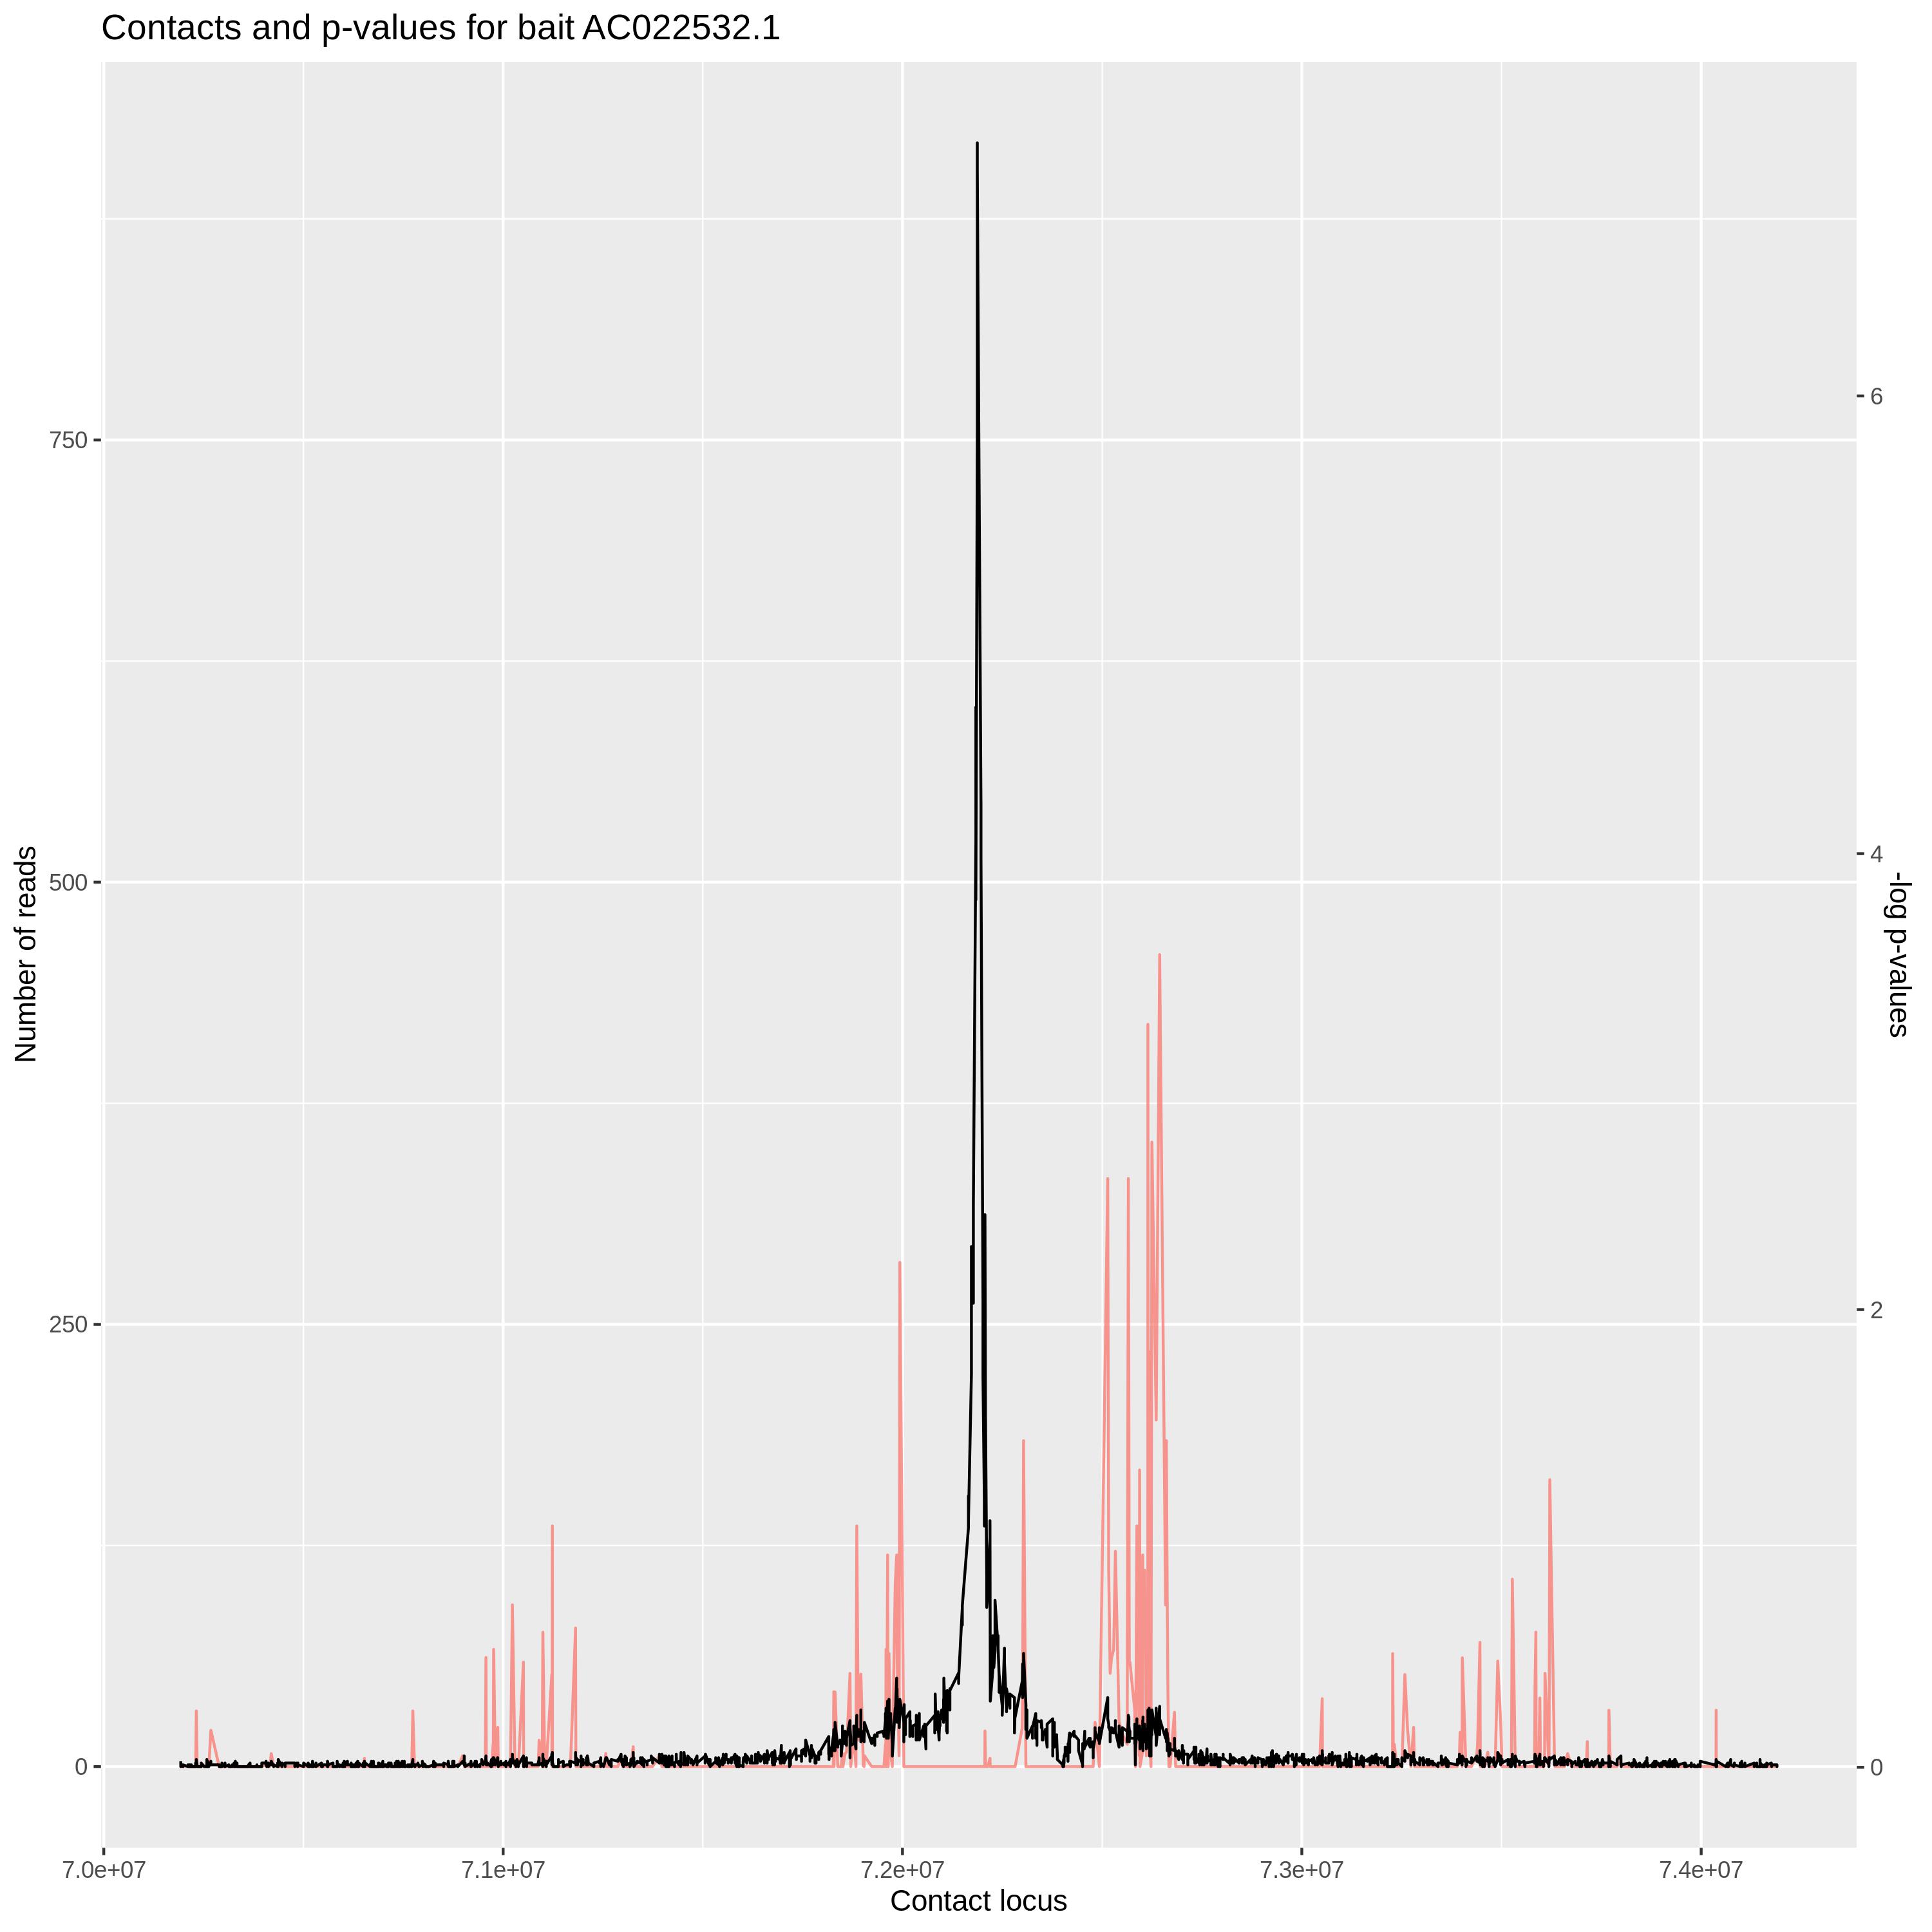 Contacts and p-values for bait AC022532.1
Number of reads
750
500
250
0
6
4
2
0
-log p-values
7.0e+07
7.1e+07
7.2e+07
7.3e+07
7.4e+07
Contact locus